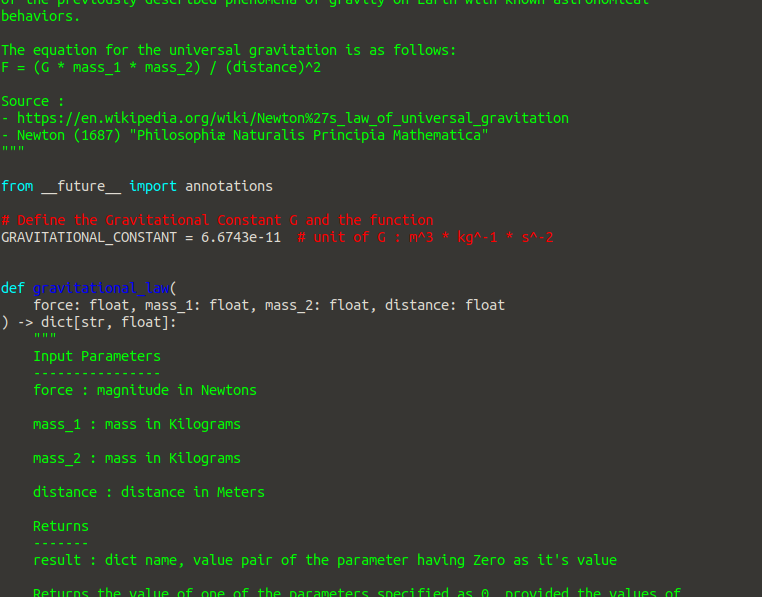 of the previously described phenomena of gravity on Earth with known astronomical
behaviors.
The equation for the universal gravitation is as follows:
F = (G * mass_1 * mass_2) / (distance)^2
Source :
- https://en.wikipedia.org/wiki/Newton%27s_law_of_universal_gravitation
- Newton (1687) "Philosophiæ Naturalis Principia Mathematica"
"""
from __future__ import annotations
# Define the Gravitational Constant G and the function
GRAVITATIONAL_CONSTANT = 6.6743e-11  # unit of G : m^3 * kg^-1 * s^-2
def gravitational_law(
    force: float, mass_1: float, mass_2: float, distance: float
) -> dict[str, float]:
    """
    Input Parameters
    ----------------
    force : magnitude in Newtons
    mass_1 : mass in Kilograms
    mass_2 : mass in Kilograms
    distance : distance in Meters
    Returns
    -------
    result : dict name, value pair of the parameter having Zero as it's value
    Returns the value of one of the parameters specified as 0, provided the values of